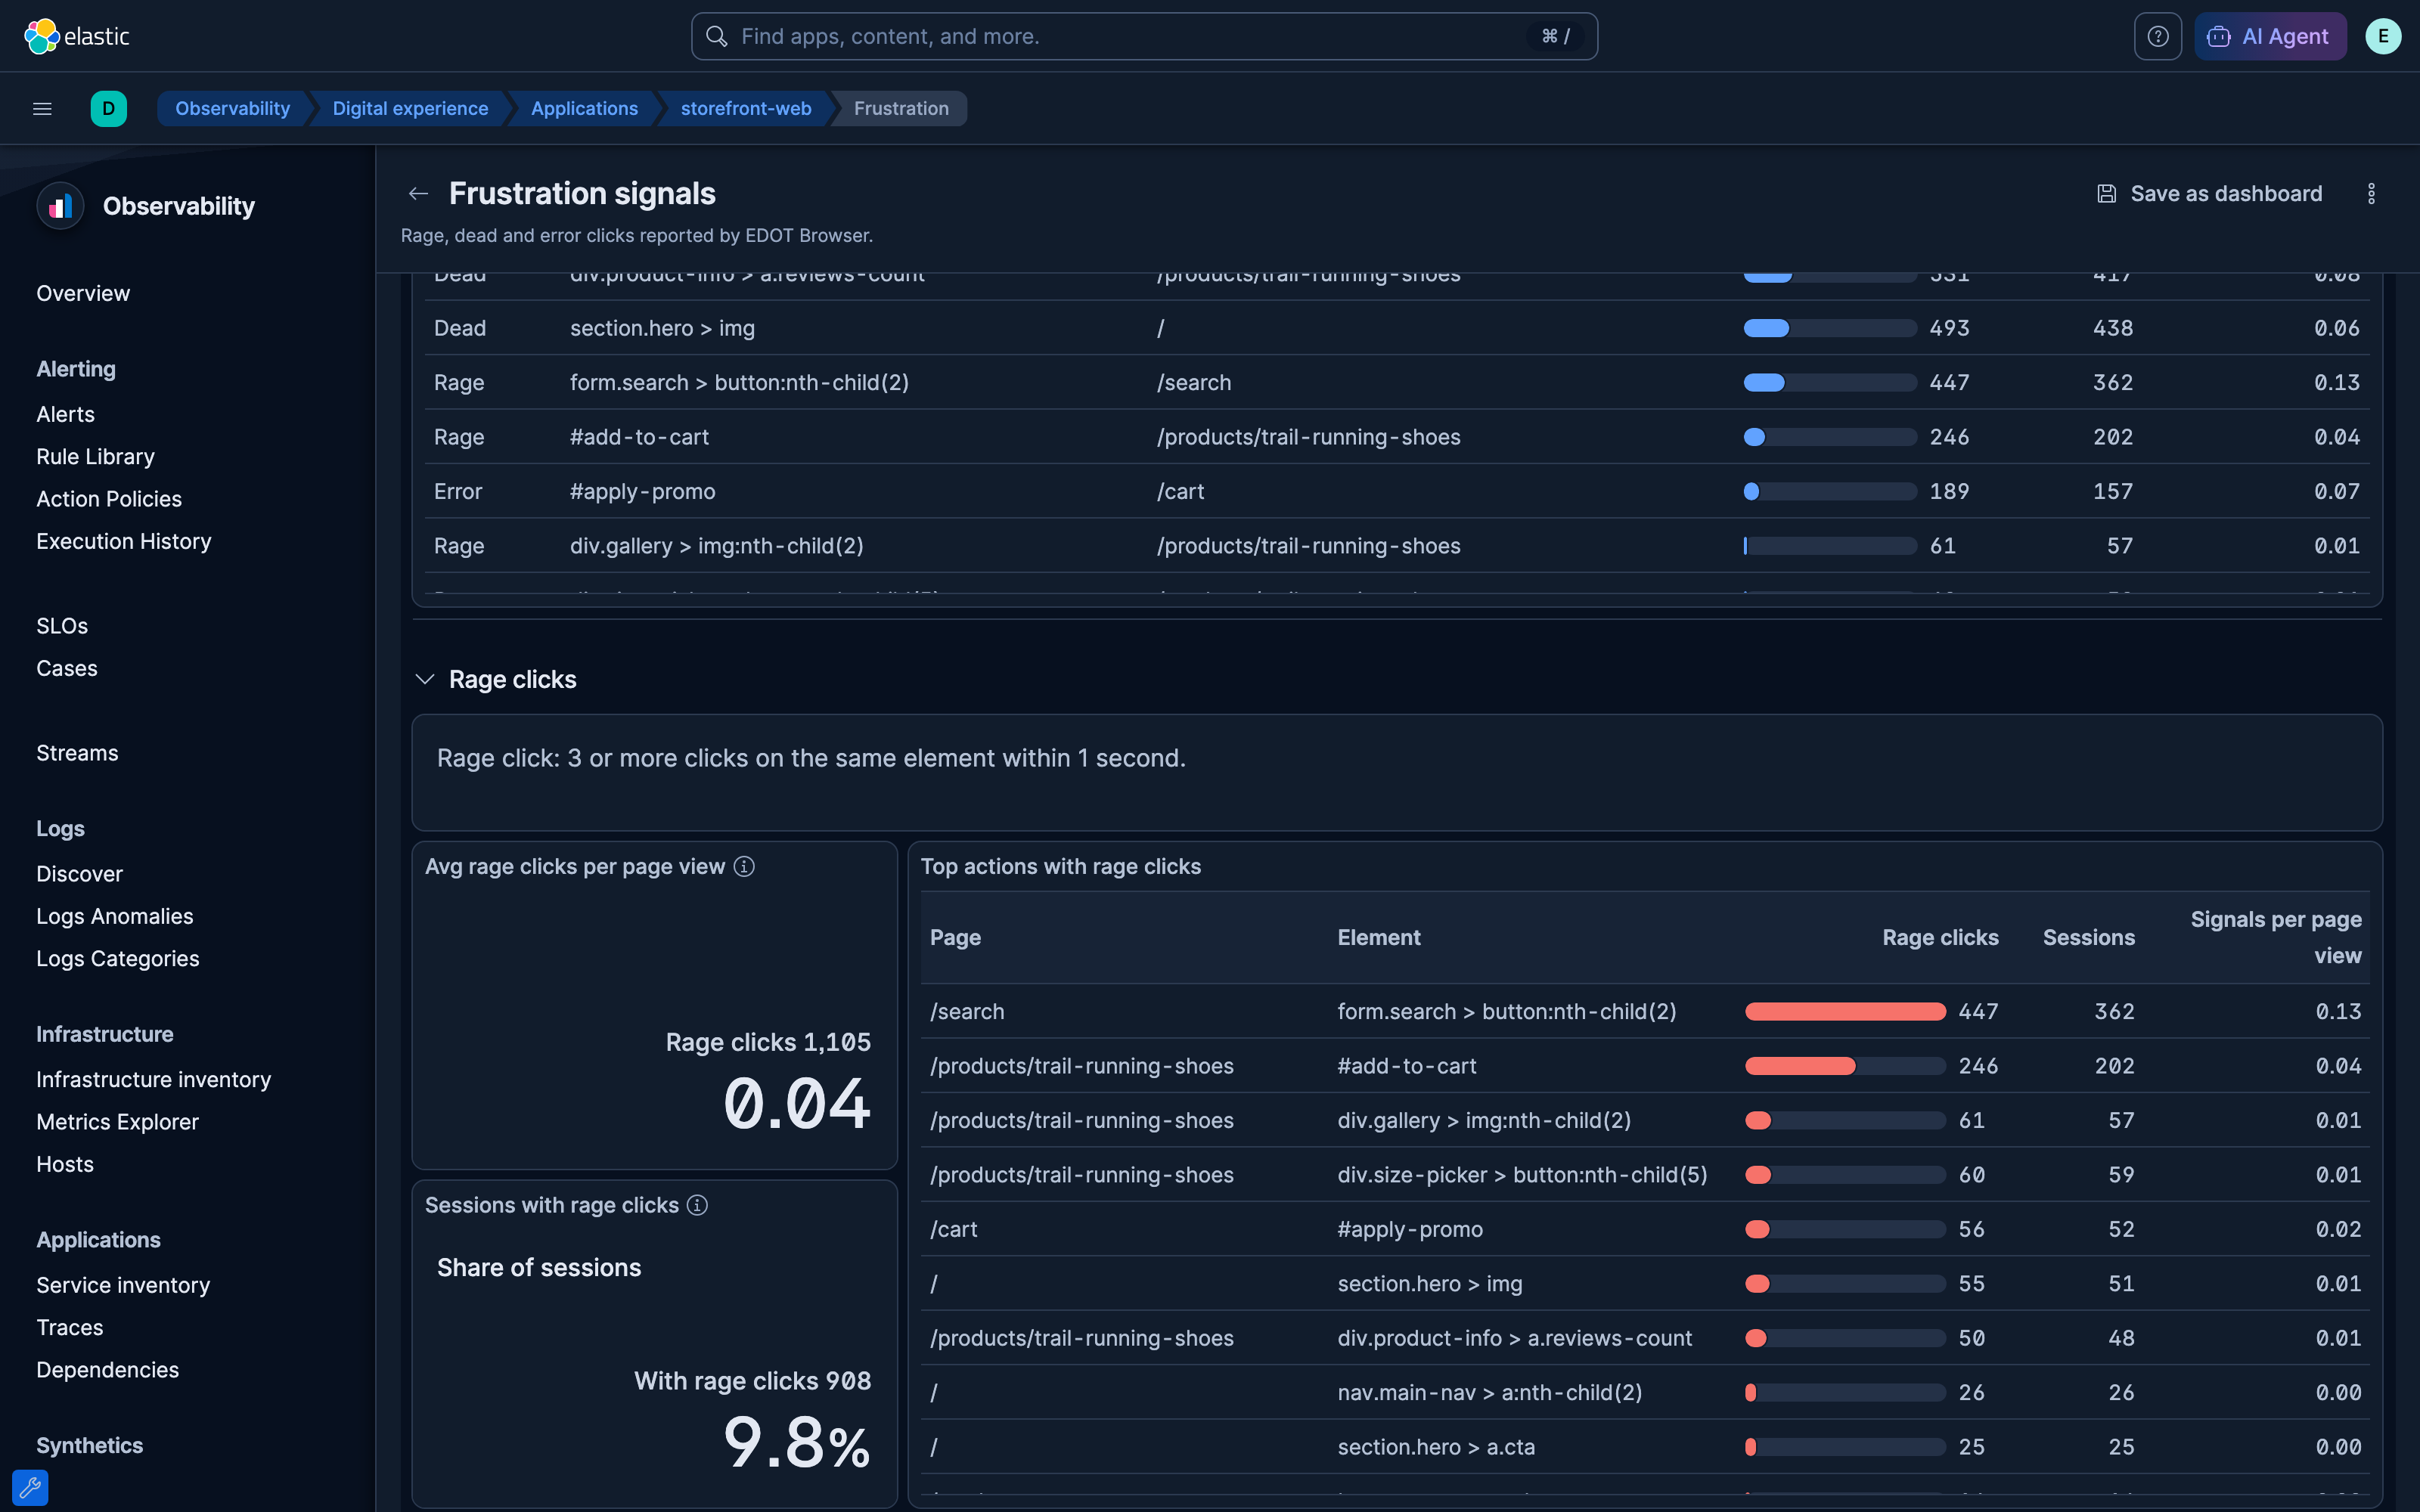 elastic
Find apps, content, and more.
⌘ /
AI Agent
E
D
Observability
Digital experience
Applications
storefront-web
Frustration
Observability
Overview
Alerting
Alerts
Rule Library
Action Policies
Execution History
SLOs
Cases
Streams
Logs
Discover
Logs Anomalies
Logs Categories
Infrastructure
Infrastructure inventory
Metrics Explorer
Hosts
Applications
Service inventory
Traces
Dependencies
Synthetics
Frustration signals
Save as dashboard
Rage, dead and error clicks reported by EDOT Browser.
Dead div.product-info > a.reviews-count /products/trail-running-shoes 417
Dead section.hero > img / 493 438 0.06
Rage form.search > button:nth-child(2) /search 447 362 0.13
Rage #add-to-cart /products/trail-running-shoes 246 202 0.04
Error #apply-promo /cart 189 157 0.07
Rage div.gallery > img:nth-child(2) /products/trail-running-shoes 61 57 0.01
Rage clicks
Rage click: 3 or more clicks on the same element within 1 second.
Avg rage clicks per page view
Rage clicks 1,105
0.04
Sessions with rage clicks
Share of sessions
With rage clicks 908
9.8%
Top actions with rage clicks
Page Element Rage clicks Sessions Signals per page view
/search form.search > button:nth-child(2) 447 362 0.13
/products/trail-running-shoes #add-to-cart 246 202 0.04
/products/trail-running-shoes div.gallery > img:nth-child(2) 61 57 0.01
/products/trail-running-shoes div.size-picker > button:nth-child(5) 60 59 0.01
/cart #apply-promo 56 52 0.02
/ section.hero > img 55 51 0.01
/products/trail-running-shoes div.product-info > a.reviews-count 50 48 0.01
/ nav.main-nav > a:nth-child(2) 26 26 0.00
/ section.hero > a.cta 25 25 0.00